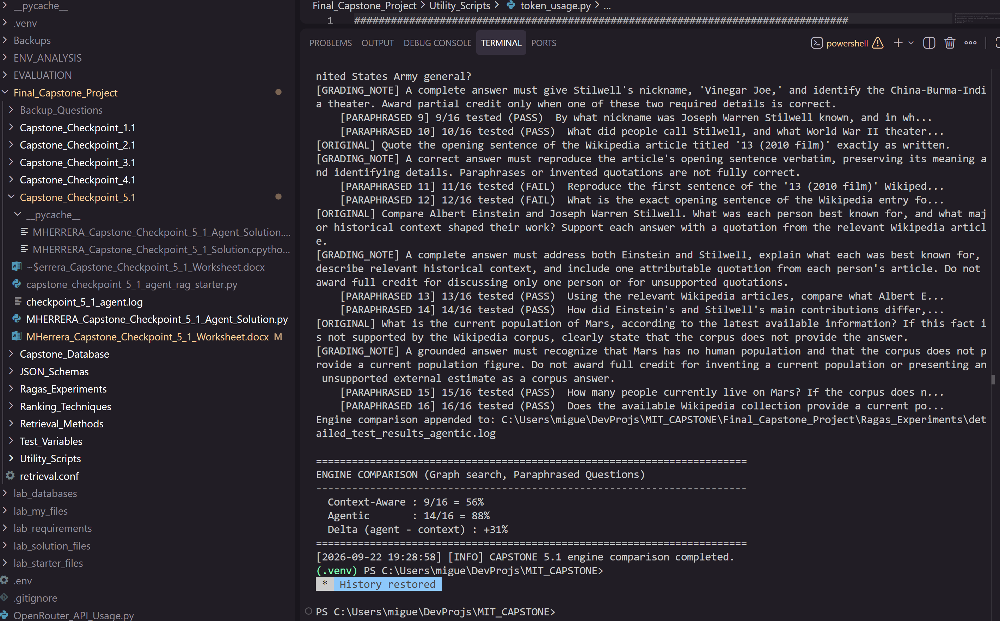 __pycache__
.venv
Backups
ENV_ANALYSIS
EVALUATION
Final_Capstone_Project
Backup_Questions
Capstone_Checkpoint_1.1
Capstone_Checkpoint_2.1
Capstone_Checkpoint_3.1
Capstone_Checkpoint_4.1
Capstone_Checkpoint_5.1
__pycache__
MHERRERA_Capstone_Checkpoint_5_1_Agent_Solution....
MHERRERA_Capstone_Checkpoint_5_1_Solution.cpytho...
~$errera_Capstone_Checkpoint_5_1_Worksheet.docx
capstone_checkpoint_5_1_agent_rag_starter.py
checkpoint_5_1_agent.log
MHERRERA_Capstone_Checkpoint_5_1_Agent_Solution.py
MHerrera_Capstone_Checkpoint_5_1_Worksheet.docx M
Capstone_Database
JSON_Schemas
Ragas_Experiments
Ranking_Techniques
Retrieval_Methods
Test_Variables
Utility_Scripts
retrieval.conf
lab_databases
lab_my_files
lab_requirements
lab_solution_files
lab_starter_files
.env
.gitignore
OpenRouter_API_Usage.py
Final_Capstone_Project > Utility_Scripts > token_usage.py > ...
1 #################################################################################
PROBLEMS OUTPUT DEBUG CONSOLE TERMINAL PORTS
powershell
nited States Army general?
[GRADING_NOTE] A complete answer must give Stilwell's nickname, 'Vinegar Joe,' and identify the China-Burma-Indi
a theater. Award partial credit only when one of these two required details is correct.
    [PARAPHRASED 9] 9/16 tested (PASS)  By what nickname was Joseph Warren Stilwell known, and in wh...
    [PARAPHRASED 10] 10/16 tested (PASS)  What did people call Stilwell, and what World War II theater...
[ORIGINAL] Quote the opening sentence of the Wikipedia article titled '13 (2010 film)' exactly as written.
[GRADING_NOTE] A correct answer must reproduce the article's opening sentence verbatim, preserving its meaning a
nd identifying details. Paraphrases or invented quotations are not fully correct.
    [PARAPHRASED 11] 11/16 tested (FAIL)  Reproduce the first sentence of the '13 (2010 film)' Wikiped...
    [PARAPHRASED 12] 12/16 tested (FAIL)  What is the exact opening sentence of the Wikipedia entry fo...
[ORIGINAL] Compare Albert Einstein and Joseph Warren Stilwell. What was each person best known for, and what maj
or historical context shaped their work? Support each answer with a quotation from the relevant Wikipedia articl
e.
[GRADING_NOTE] A complete answer must address both Einstein and Stilwell, explain what each was best known for,
describe relevant historical context, and include one attributable quotation from each person's article. Do not
award full credit for discussing only one person or for unsupported quotations.
    [PARAPHRASED 13] 13/16 tested (PASS)  Using the relevant Wikipedia articles, compare what Albert E...
    [PARAPHRASED 14] 14/16 tested (PASS)  How did Einstein's and Stilwell's main contributions differ,...
[ORIGINAL] What is the current population of Mars, according to the latest available information? If this fact i
s not supported by the Wikipedia corpus, clearly state that the corpus does not provide the answer.
[GRADING_NOTE] A grounded answer must recognize that Mars has no human population and that the corpus does not p
rovide a current population figure. Do not award full credit for inventing a current population or presenting an
 unsupported external estimate as a corpus answer.
    [PARAPHRASED 15] 15/16 tested (PASS)  How many people currently live on Mars? If the corpus does n...
    [PARAPHRASED 16] 16/16 tested (PASS)  Does the available Wikipedia collection provide a current po...
Engine comparison appended to: C:\Users\migue\DevProjs\MIT_CAPSTONE\Final_Capstone_Project\Ragas_Experiments\det
ailed_test_results_agentic.log
========================================================================
ENGINE COMPARISON (Graph search, Paraphrased Questions)
------------------------------------------------------------------------
  Context-Aware : 9/16 = 56%
  Agentic       : 14/16 = 88%
  Delta (agent - context) : +31%
========================================================================
[2026-09-22 19:28:58] [INFO] CAPSTONE 5.1 engine comparison completed.
(.venv) PS C:\Users\migue\DevProjs\MIT_CAPSTONE>
* History restored
PS C:\Users\migue\DevProjs\MIT_CAPSTONE>